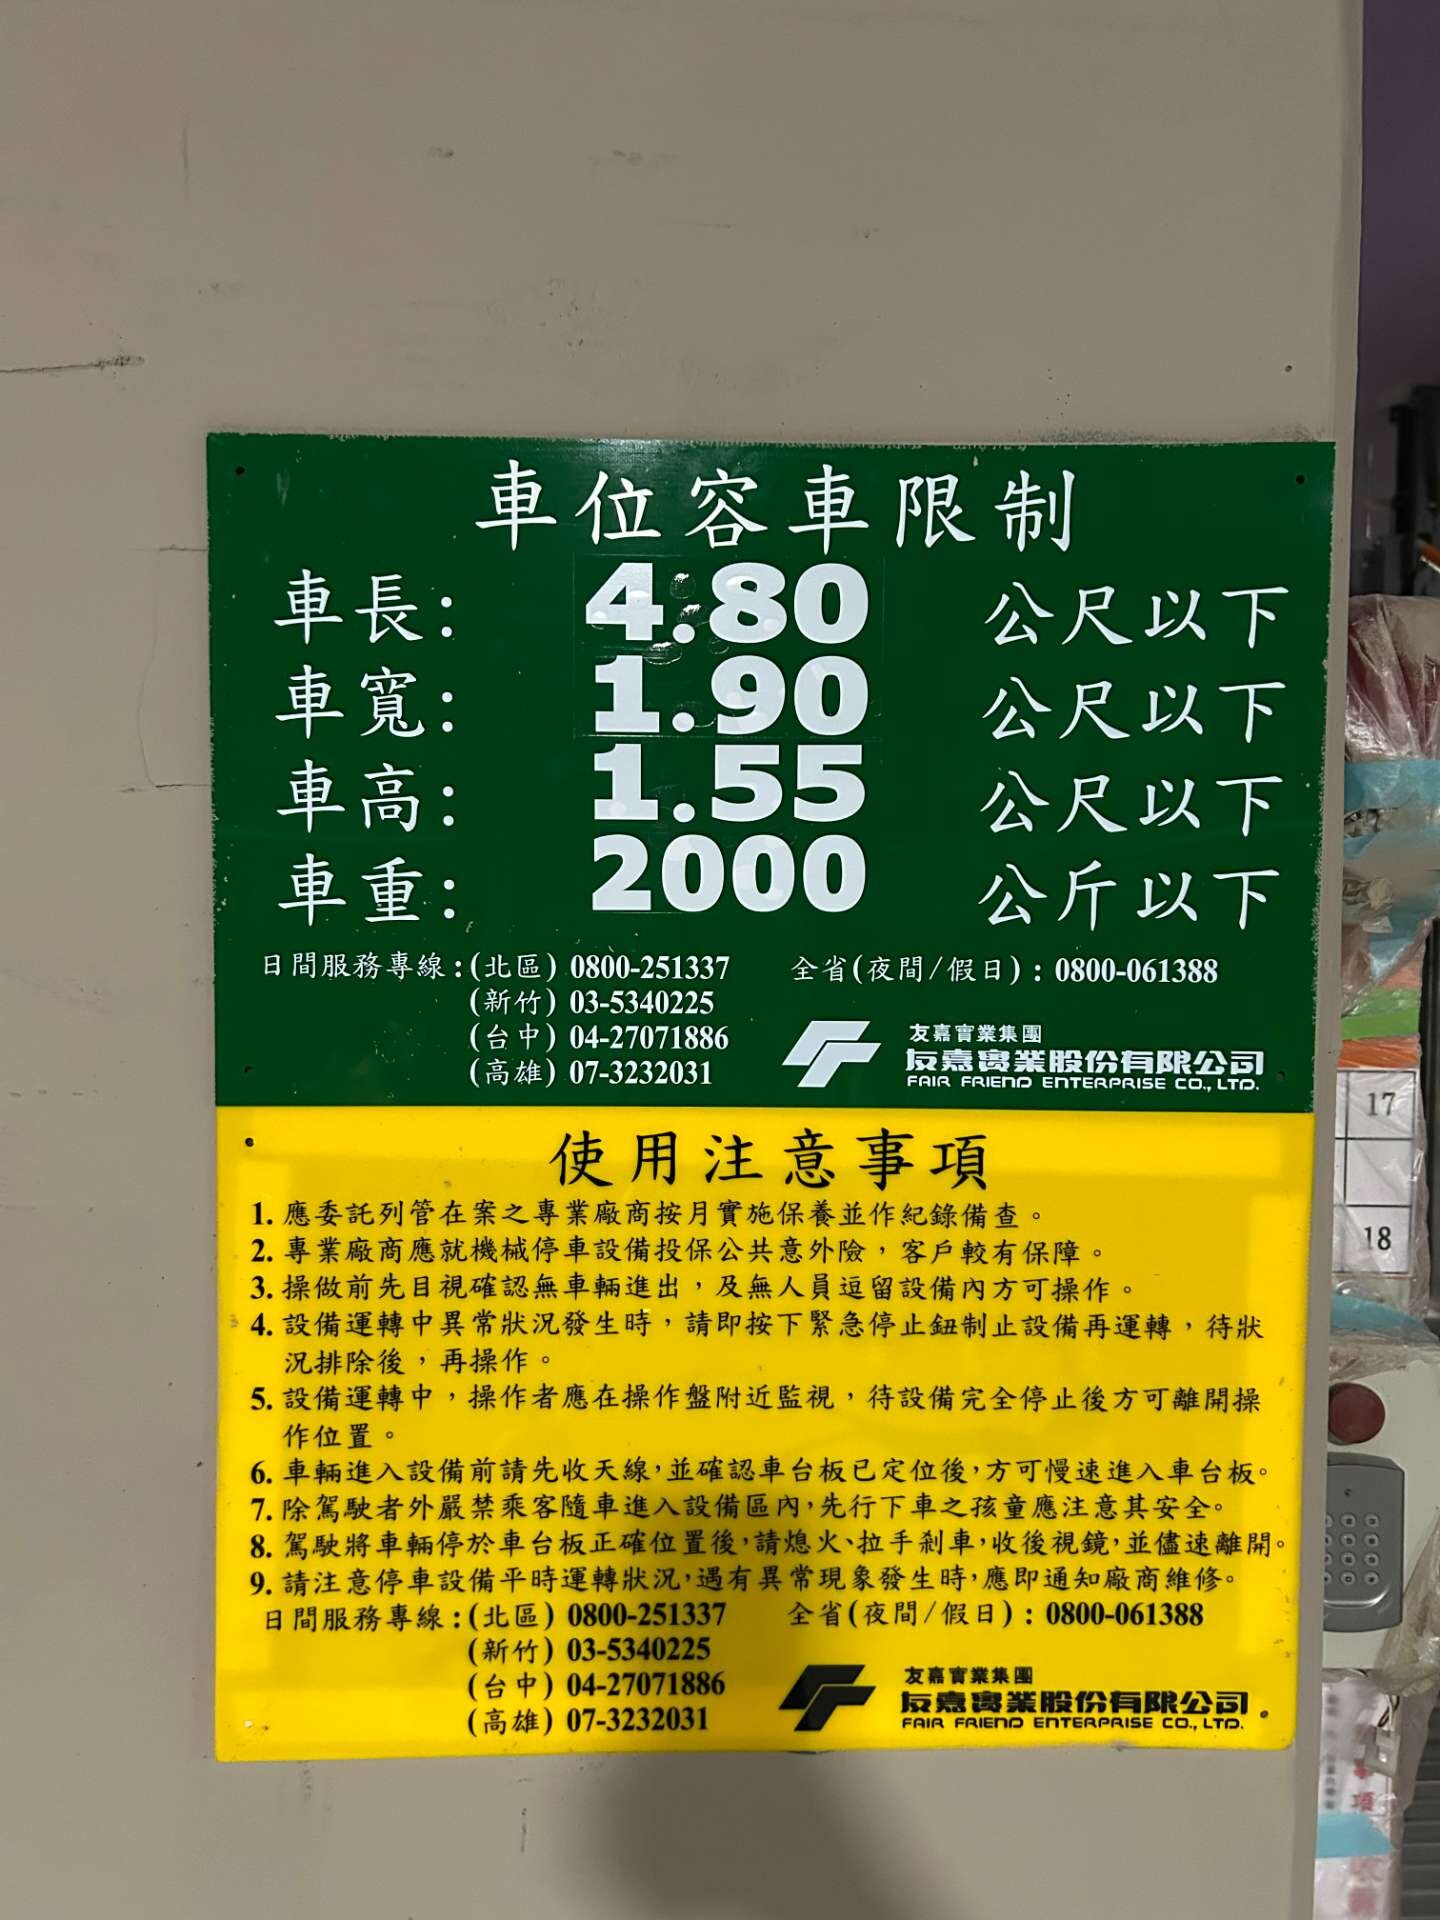 車位容車限制
車長: 4.80 公尺以下
車寬: 1.90 公尺以下
車高: 1.55 公尺以下
車重: 2000 公斤以下
日間服務專線:(北區) 0800-251337 全省(夜間/假日): 0800-061388
(新竹) 03-5340225
(台中) 04-27071886
(高雄) 07-3232031
友嘉實業集團
友嘉實業股份有限公司
FAIR FRIEND ENTERPRISE CO., LTD.
使用注意事項
1. 應委託列管在案之專業廠商按月實施保養並作紀錄備查。
2. 專業廠商應就機械停車設備投保公共意外險，客戶較有保障。
3. 操做前先目視確認無車輛進出，及無人員逗留設備內方可操作。
4. 設備運轉中異常狀況發生時，請即按下緊急停止鈕制止設備再運轉，待狀
況排除後，再操作。
5. 設備運轉中，操作者應在操作盤附近監視，待設備完全停止後方可離開操
作位置。
6. 車輛進入設備前請先收天線，並確認車台板已定位後，方可慢速進入車台板。
7. 除駕駛者外嚴禁乘客隨車進入設備區內，先行下車之孩童應注意其安全。
8. 駕駛將車輛停於車台板正確位置後，請熄火、拉手剎車，收後視鏡，並儘速離開。
9. 請注意停車設備平時運轉狀況，遇有異常現象發生時，應即通知廠商維修。
日間服務專線:(北區) 0800-251337 全省(夜間/假日): 0800-061388
(新竹) 03-5340225
(台中) 04-27071886
(高雄) 07-3232031
友嘉實業集團
友嘉實業股份有限公司
FAIR FRIEND ENTERPRISE CO., LTD.
17
18